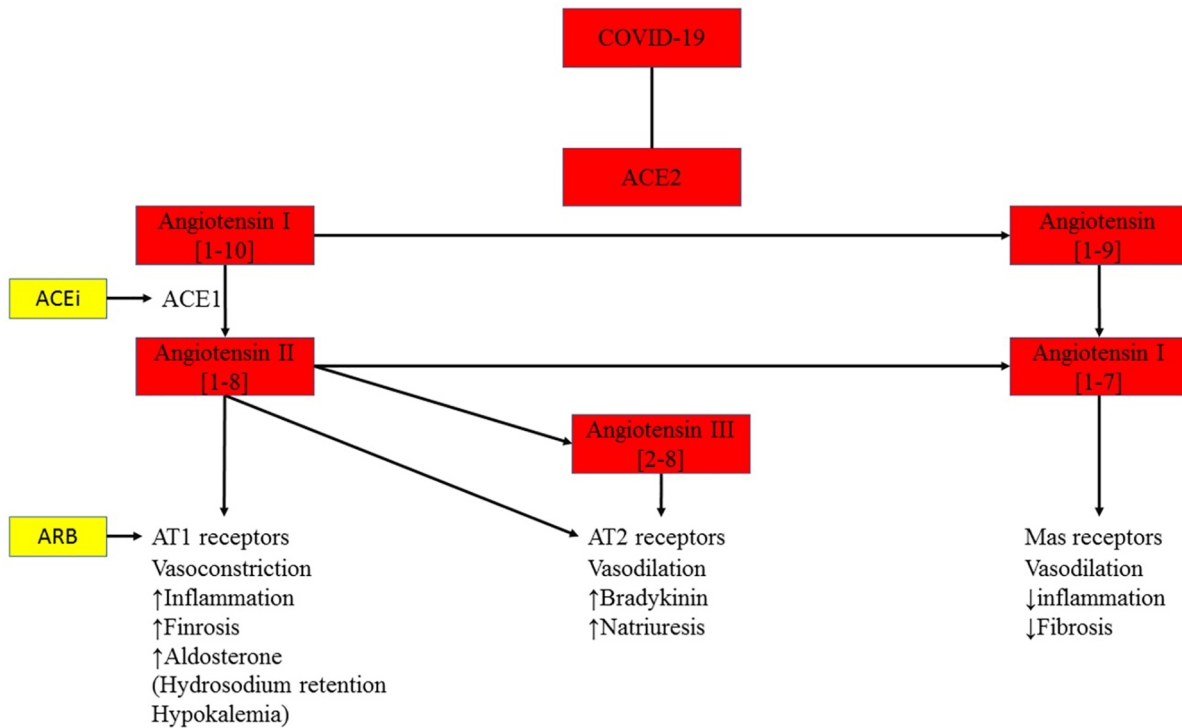 COVID-19
ACE2
Angiotensin I
[1-10]
Angiotensin
[1-9]
ACEi
ACE1
Angiotensin II
[1-8]
Angiotensin I
[1-7]
Angiotensin III
[2-8]
ARB
AT1 receptors
Vasoconstriction
↑Inflammation
↑Finrosis
↑Aldosterone
(Hydrosodium retention
Hypokalemia)
AT2 receptors
Vasodilation
↑Bradykinin
↑Natriuresis
Mas receptors
Vasodilation
↓inflammation
↓Fibrosis